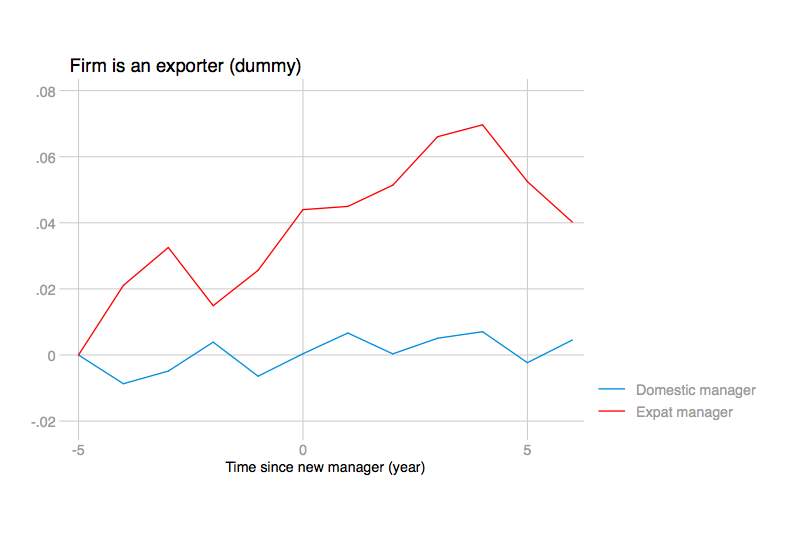 Firm is an exporter (dummy)
.08
.06
.04
.02
0
-.02
-5 0 5
Time since new manager (year)
Domestic manager
Expat manager